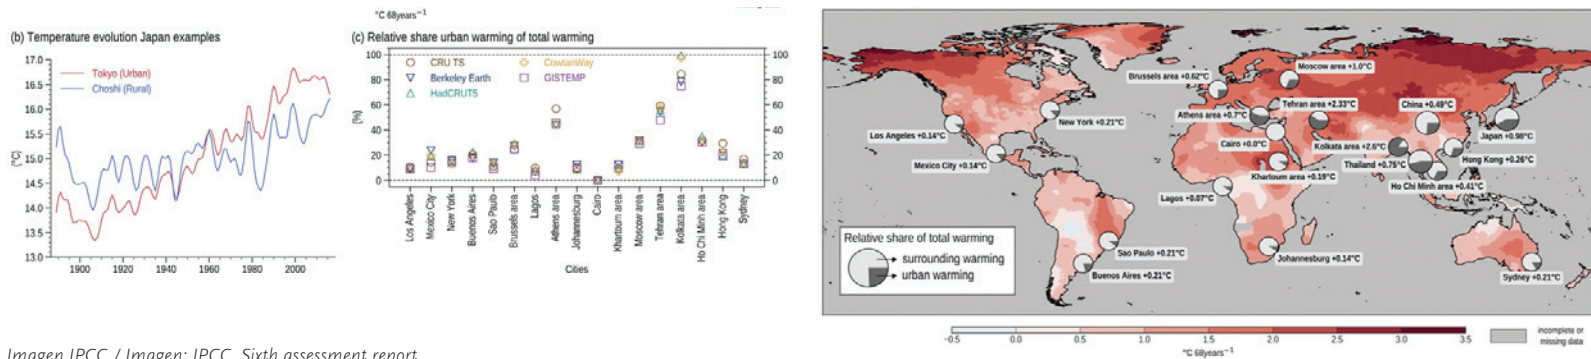 °C 68years⁻¹
(b) Temperature evolution Japan examples
17.0
16.5
16.0
15.5
15.0
14.5
14.0
13.5
13.0
(°C)
Tokyo (Urban)
Choshi (Rural)
1900
1920
1940
1960
1980
2000
(c) Relative share urban warming of total warming
100
80
60
40
20
0
(%)
CRU TS
Berkeley Earth
HadCRUT5
CowtanWay
GISTEMP
100
80
60
40
20
0
Los Angeles
Mexico City
New York
Buenos Aires
Sao Paulo
Brussels area
Lagos
Athens area
Johannesburg
Cairo
Khartoum area
Moscow area
Tehran area
Kolkata area
Ho Chi Minh area
Hong Kong
Sydney
Cities
Moscow area +1.0°C
Brussels area +0.62°C
Tehran area +2.33°C
China +0.49°C
Athens area +0.7°C
New York +0.21°C
Los Angeles +0.14°C
Japan +0.98°C
Cairo +0.0°C
Kolkata area +2.6°C
Hong Kong +0.26°C
Mexico City +0.14°C
Thailand +0.75°C
Khartoum area +0.19°C
Ho Chi Minh area +0.41°C
Lagos +0.07°C
Relative share of total warming
surrounding warming
urban warming
Sao Paulo +0.21°C
Johannesburg +0.14°C
Buenos Aires +0.21°C
Sydney +0.21°C
-0.5
0.0
0.5
1.0
1.5
2.0
2.5
3.0
3.5
°C 68years⁻¹
incomplete or
missing data
Imagen IPCC / Imagen: IPCC, Sixth assessment report